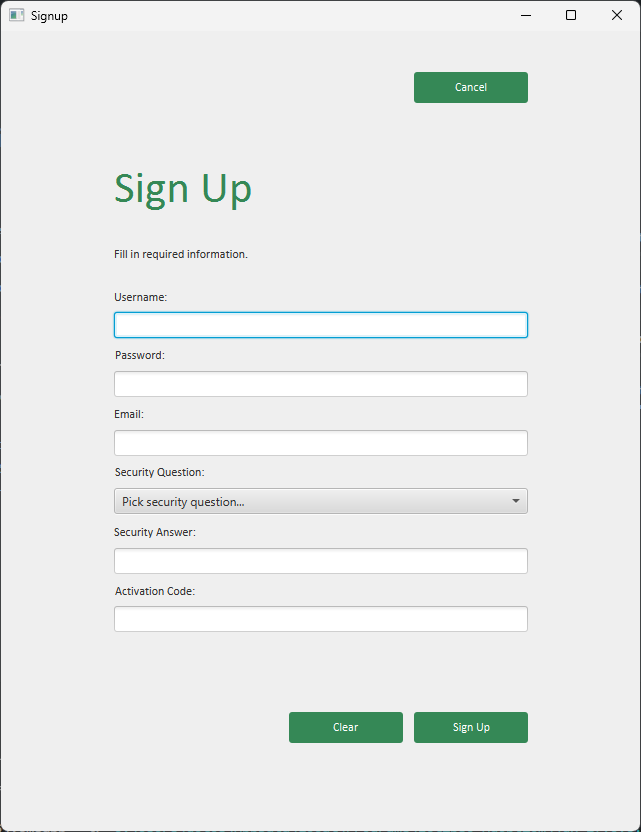 Signup
Cancel
Sign Up
Fill in required information.
Username:
Password:
Email:
Security Question:
Pick security question...
Security Answer:
Activation Code:
Clear
Sign Up